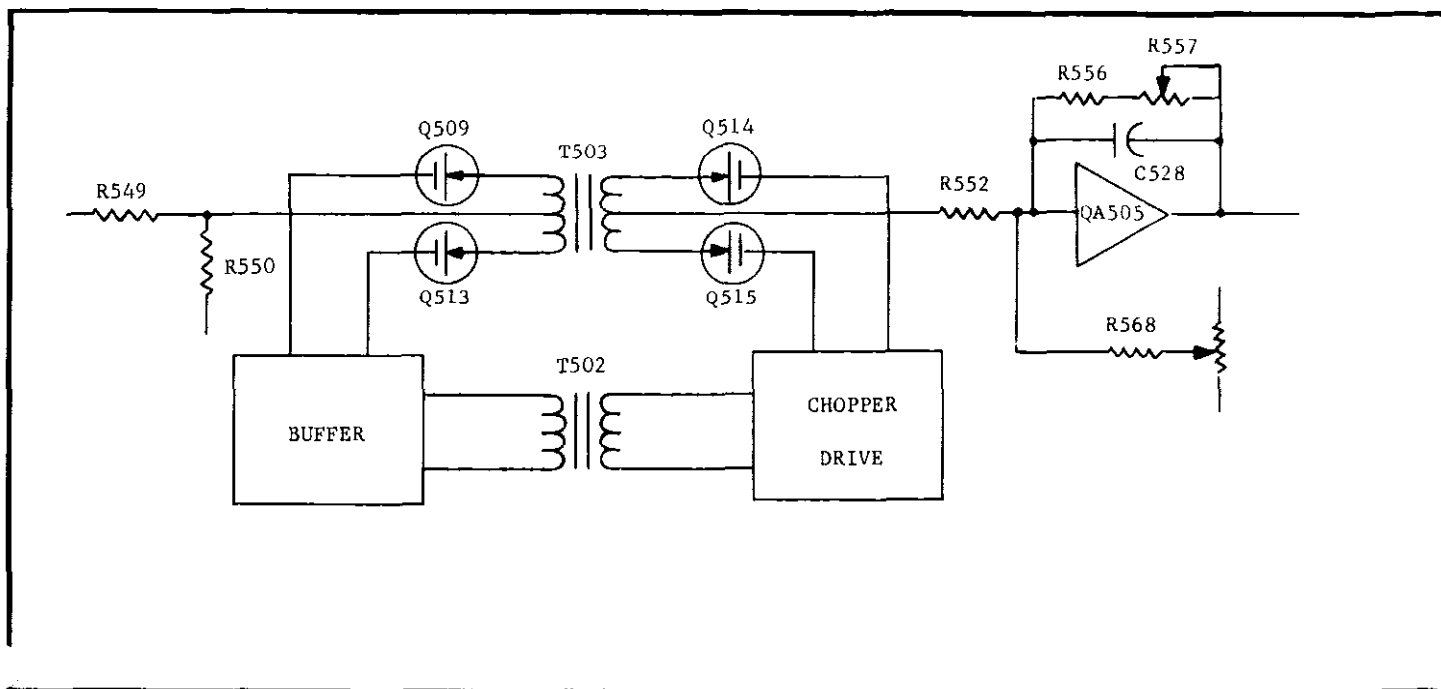 R557
R556
Q509
Q514
T503
C528
R549
R552
QA505
R550
Q513
Q515
R568
T502
BUFFER
CHOPPER
DRIVE